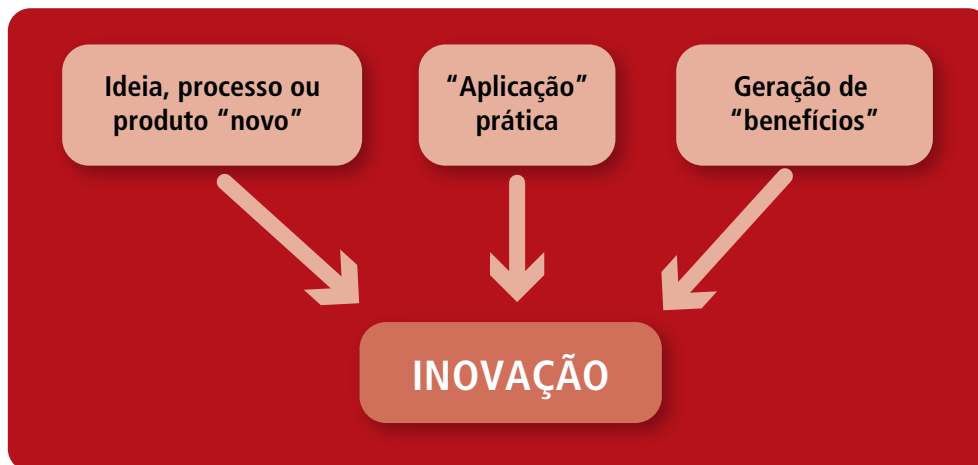 Ideia, processo ou
produto “novo”
“Aplicação”
prática
Geração de
“benefícios”
INOVAÇÃO